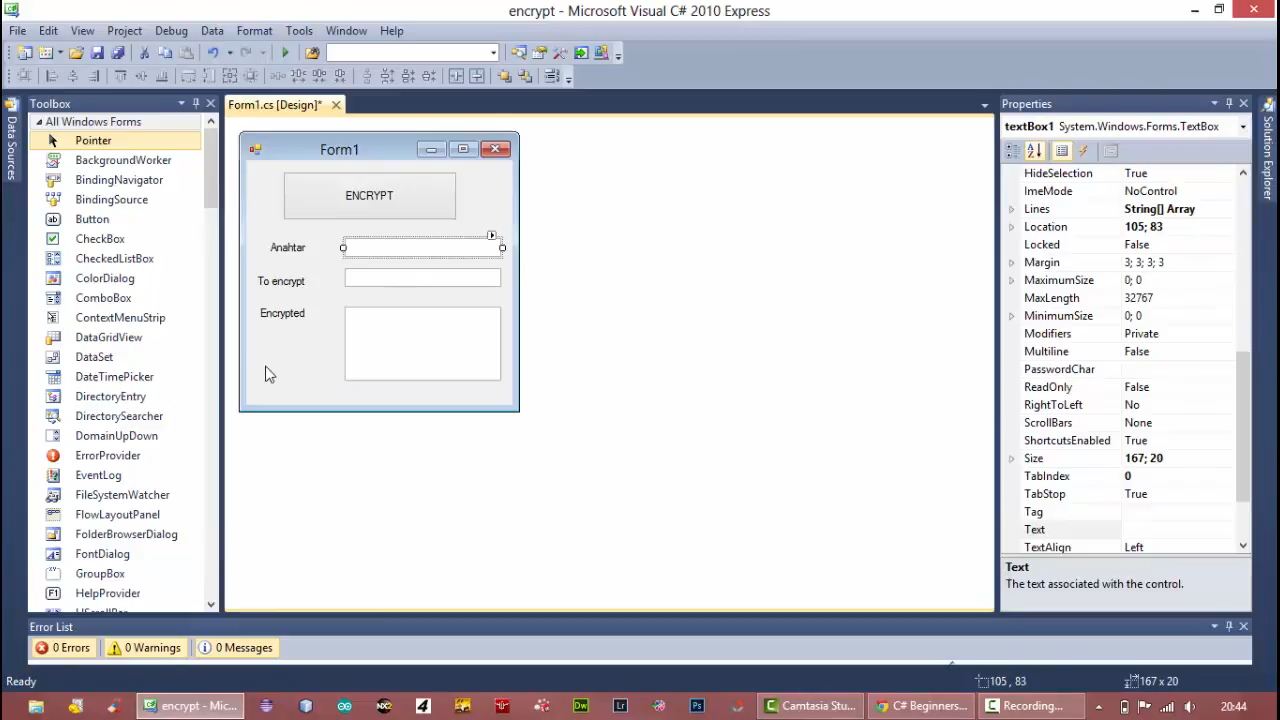 encrypt - Microsoft Visual C# 2010 Express
File Edit View Project Debug Data Format Tools Window Help
Toolbox
All Windows Forms
Pointer
BackgroundWorker
BindingNavigator
BindingSource
Button
CheckBox
CheckedListBox
ColorDialog
ComboBox
ContextMenuStrip
DataGridView
DataSet
DateTimePicker
DirectoryEntry
DirectorySearcher
DomainUpDown
ErrorProvider
EventLog
FileSystemWatcher
FlowLayoutPanel
FolderBrowserDialog
FontDialog
GroupBox
HelpProvider
Data Sources
Form1.cs [Design]*
Form1
ENCRYPT
Anahtar
To encrypt
Encrypted
Properties
textBox1 System.Windows.Forms.TextBox
HideSelection True
ImeMode NoControl
Lines String[] Array
Location 105; 83
Locked False
Margin 3; 3; 3; 3
MaximumSize 0; 0
MaxLength 32767
MinimumSize 0; 0
Modifiers Private
Multiline False
PasswordChar
ReadOnly False
RightToLeft No
ScrollBars None
ShortcutsEnabled True
Size 167; 20
TabIndex 0
TabStop True
Tag
Text
TextAlign Left
Text
The text associated with the control.
Solution Explorer
Error List
0 Errors 0 Warnings 0 Messages
Ready 105 , 83 167 x 20
encrypt - Mic... NXC 4 Dw Lr Ps Camtasia Stu... C# Beginners... Recording... 20:44